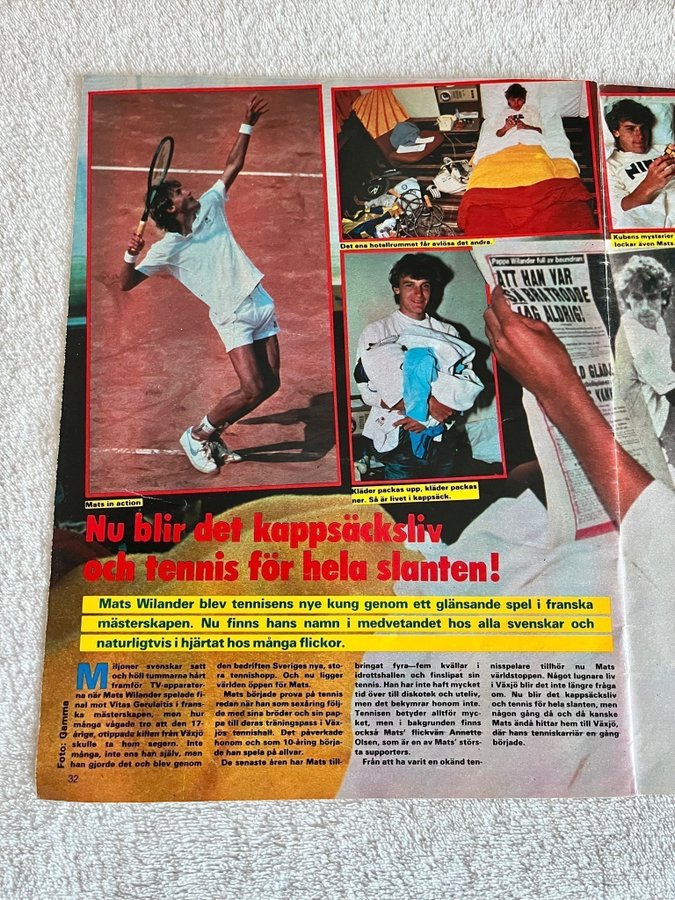 Det ena hotellrummet får avlösa det andra.
Kubens mysterier
lockar även Mats
NIKE
Pappa Wilander full av beundran
ATT HAN VAR
ALDRIG!
Kläder packas upp, kläder packas
ner. Så är livet i kappsäck.
Mats in action
Nu blir det kappsäcksliv
och tennis för hela slanten!
Mats Wilander blev tennisens nye kung genom ett glänsande spel i franska
mästerskapen. Nu finns hans namn i medvetandet hos alla svenskar och
naturligtvis i hjärtat hos många flickor.
Miljoner svenskar satt
och höll tummarna hårt
framför TV-apparater-
na när Mats Wilander spelade fi-
nal mot Vitas Gerulaitis i fran-
ska mästerskapen, men hur
många vågade tro att den 17-
årige, otippade killen från Växjö
skulle ta hem segern. Inte
många, inte ens han själv, men
han gjorde det och blev genom
den bedriften Sveriges nya, sto-
ra tennishopp. Och nu ligger
världen öppen för Mats.
Mats började prova på tennis
redan när han som sexåring följ-
de med sina bröder och sin pap-
pa till deras träningspass i Väx-
jös tennishall. Det påverkade
honom och som 10-åring börja-
de han spela på allvar.
De senaste åren har Mats till-
bringat fyra—fem kvällar i
idrottshallen och finslipat sin
tennis. Han har inte haft mycket
tid över till diskotek och uteliv,
men det bekymrar honom inte.
Tennisen betyder alltför myc-
ket, men i bakgrunden finns
också Mats' flickvän Annette
Olsen, som är en av Mats' störs-
ta supporters.
Från att ha varit en okänd ten-
nisspelare tillhör nu Mats
världstoppen. Något lugnare liv
i Växjö blir det inte längre fråga
om. Nu blir det kappsäcksliv
och tennis för hela slanten, men
någon gång då och då kanske
Mats ändå hittar hem till Växjö,
där hans tenniskarriär en gång
började.
Foto: Gamma
32